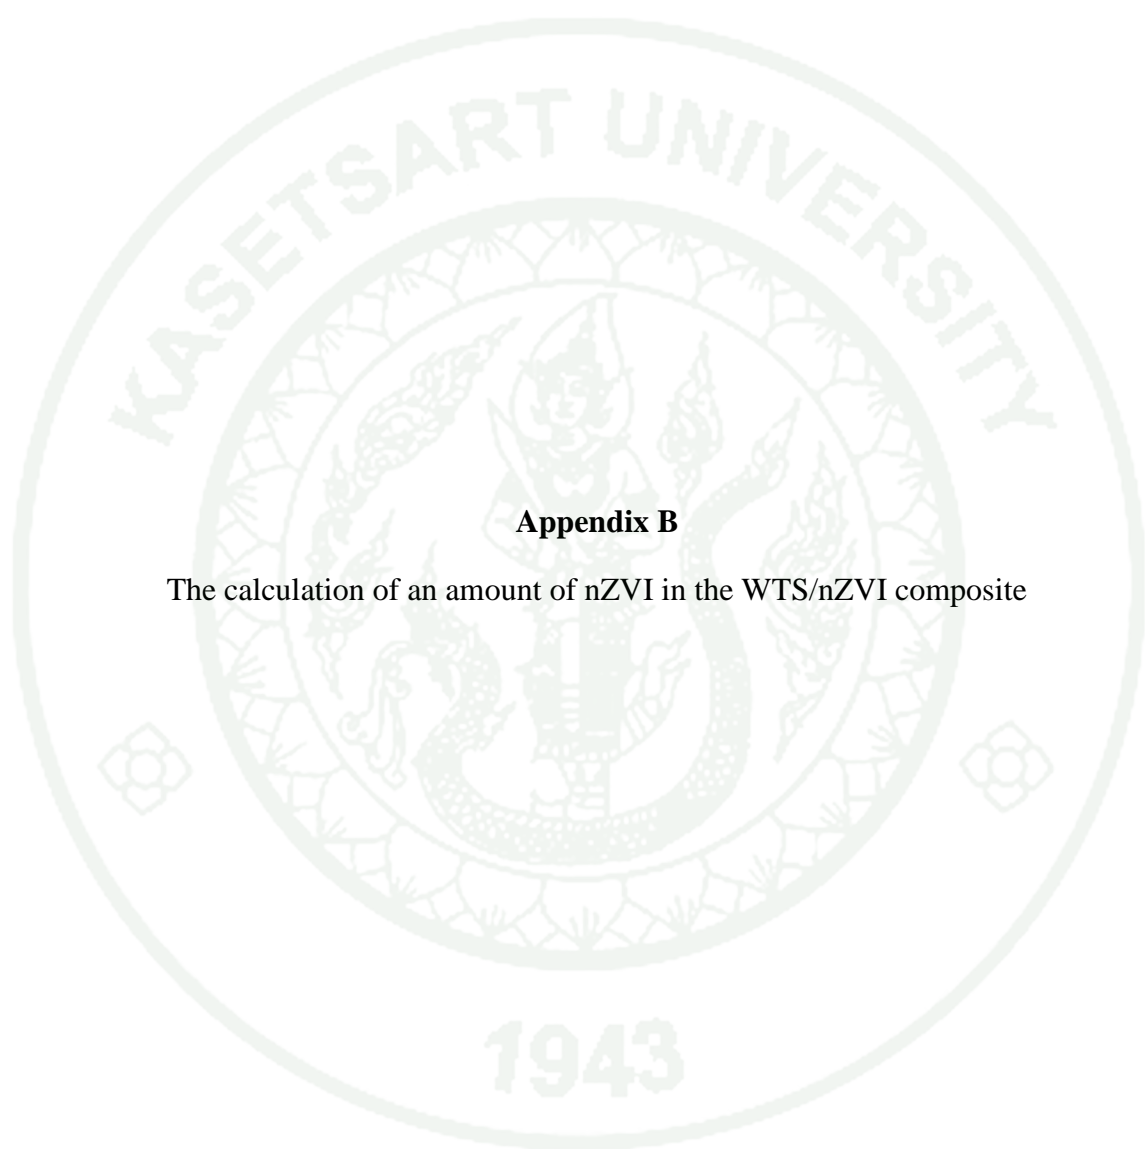 KASETSART UNIVERSITY
Appendix B
The calculation of an amount of nZVI in the WTS/nZVI composite
1943